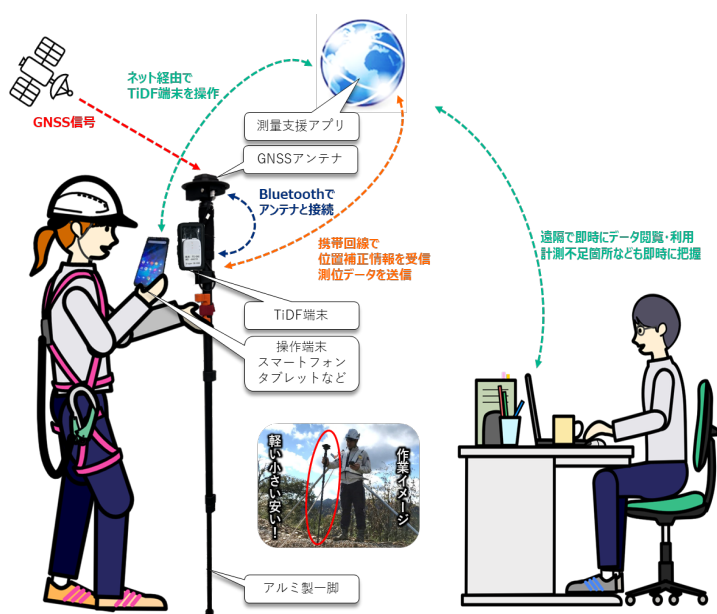 ネット経由で
TiDF端末を操作
GNSS信号
測量支援アプリ
GNSSアンテナ
Bluetoothで
アンテナと接続
携帯回線で
位置補正情報を受信
測位データを送信
遠隔で即時にデータ閲覧・利用
計測不足箇所なども即時に把握
TiDF端末
操作端末
スマートフォン
タブレットなど
作業イメージ
軽い小さい安い！
アルミ製一脚